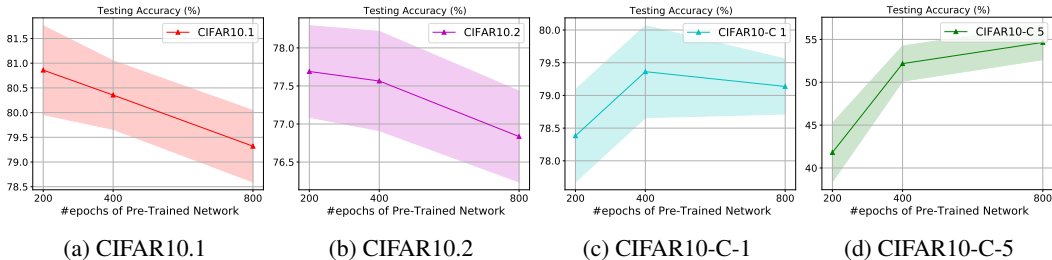 Testing Accuracy (%)
CIFAR10.1
81.5
81.0
80.5
80.0
79.5
79.0
78.5
200
400
800
#epochs of Pre-Trained Network
(a) CIFAR10.1
Testing Accuracy (%)
CIFAR10.2
78.0
77.5
77.0
76.5
200
400
800
#epochs of Pre-Trained Network
(b) CIFAR10.2
Testing Accuracy (%)
CIFAR10-C 1
80.0
79.5
79.0
78.5
78.0
200
400
800
#epochs of Pre-Trained Network
(c) CIFAR10-C-1
Testing Accuracy (%)
CIFAR10-C 5
55
50
45
40
200
400
800
#epochs of Pre-Trained Network
(d) CIFAR10-C-5